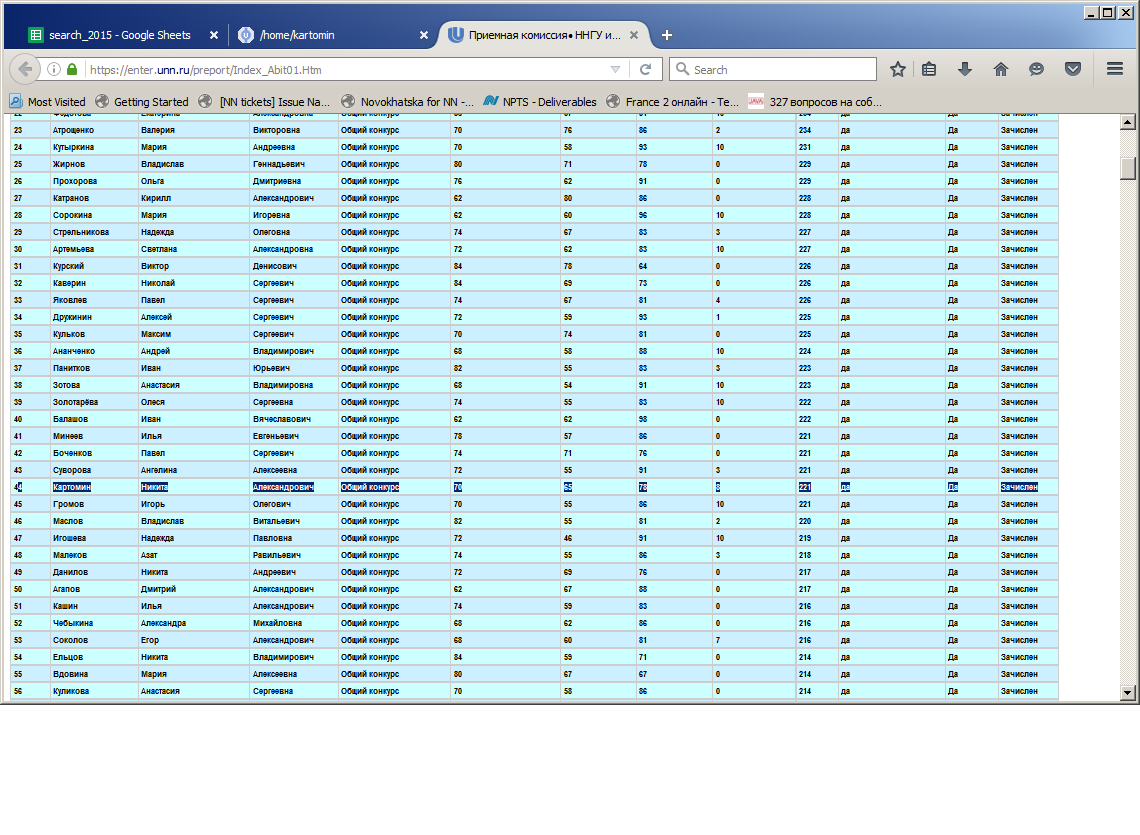 search_2015 - Google Sheets /home/kartomin Приемная комиссия● ННГУ и...
https://enter.unn.ru/preport/Index_Abit01.Htm Search
Most Visited Getting Started [NN tickets] Issue Na... Novokhatska for NN -... NPTS - Deliverables France 2 онлайн - Те... JAVA 327 вопросов на соб...
23 Атрощенко Валерия Викторовна Общий конкурс 70 76 86 2 234 да Да Зачислен
24 Кутыркина Мария Андреевна Общий конкурс 70 58 93 10 231 да Да Зачислен
25 Жирнов Владислав Геннадьевич Общий конкурс 80 71 78 0 229 да Да Зачислен
26 Прохорова Ольга Дмитриевна Общий конкурс 76 62 91 0 229 да Да Зачислен
27 Катранов Кирилл Александрович Общий конкурс 62 80 86 0 228 да Да Зачислен
28 Сорокина Мария Игоревна Общий конкурс 62 60 96 10 228 да Да Зачислен
29 Стрельникова Надежда Олеговна Общий конкурс 74 67 83 3 227 да Да Зачислен
30 Артемьева Светлана Александровна Общий конкурс 72 62 83 10 227 да Да Зачислен
31 Курский Виктор Денисович Общий конкурс 84 78 64 0 226 да Да Зачислен
32 Каверин Николай Сергеевич Общий конкурс 84 69 73 0 226 да Да Зачислен
33 Яковлев Павел Сергеевич Общий конкурс 74 67 81 4 226 да Да Зачислен
34 Дружинин Алексей Сергеевич Общий конкурс 72 59 93 1 225 да Да Зачислен
35 Кульков Максим Сергеевич Общий конкурс 70 74 81 0 225 да Да Зачислен
36 Ананченко Андрей Владимирович Общий конкурс 68 58 88 10 224 да Да Зачислен
37 Панитков Иван Юрьевич Общий конкурс 82 55 83 3 223 да Да Зачислен
38 Зотова Анастасия Владимировна Общий конкурс 68 54 91 10 223 да Да Зачислен
39 Золотарёва Олеся Сергеевна Общий конкурс 74 55 83 10 222 да Да Зачислен
40 Балашов Иван Вячеславович Общий конкурс 62 62 98 0 222 да Да Зачислен
41 Минеев Илья Евгеньевич Общий конкурс 78 57 86 0 221 да Да Зачислен
42 Боченков Павел Сергеевич Общий конкурс 74 71 76 0 221 да Да Зачислен
43 Суворова Ангелина Алексеевна Общий конкурс 72 55 91 3 221 да Да Зачислен
44 Картомин Никита Александрович Общий конкурс 70 65 78 8 221 да Да Зачислен
45 Громов Игорь Олегович Общий конкурс 70 55 86 10 221 да Да Зачислен
46 Маслов Владислав Витальевич Общий конкурс 82 55 81 2 220 да Да Зачислен
47 Игошева Надежда Павловна Общий конкурс 72 46 91 10 219 да Да Зачислен
48 Малеков Азат Равильевич Общий конкурс 74 55 86 3 218 да Да Зачислен
49 Данилов Никита Андреевич Общий конкурс 72 69 76 0 217 да Да Зачислен
50 Агапов Дмитрий Александрович Общий конкурс 62 67 88 0 217 да Да Зачислен
51 Кашин Илья Александрович Общий конкурс 74 59 83 0 216 да Да Зачислен
52 Чебыкина Александра Михайловна Общий конкурс 68 62 86 0 216 да Да Зачислен
53 Соколов Егор Александрович Общий конкурс 68 60 81 7 216 да Да Зачислен
54 Ельцов Никита Владимирович Общий конкурс 84 59 71 0 214 да Да Зачислен
55 Вдовина Мария Алексеевна Общий конкурс 80 67 67 0 214 да Да Зачислен
56 Куликова Анастасия Сергеевна Общий конкурс 70 58 86 0 214 да Да Зачислен